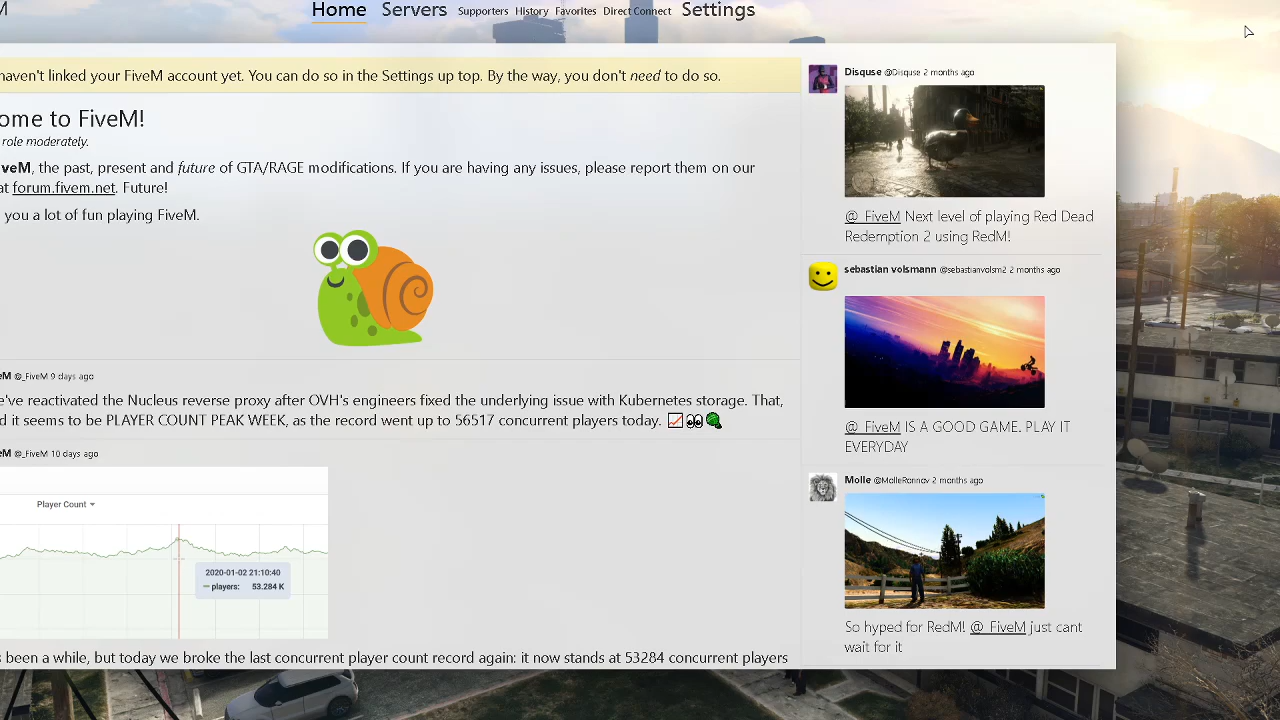 M
Home Servers Supporters History Favorites Direct Connect Settings
haven't linked your FiveM account yet. You can do so in the Settings up top. By the way, you don't need to do so.
ome to FiveM!
role moderately.
iveM, the past, present and future of GTA/RAGE modifications. If you are having any issues, please report them on our
at forum.fivem.net. Future!
you a lot of fun playing FiveM.
eM @_FiveM 9 days ago
e've reactivated the Nucleus reverse proxy after OVH's engineers fixed the underlying issue with Kubernetes storage. That,
d it seems to be PLAYER COUNT PEAK WEEK, as the record went up to 56517 concurrent players today.
eM @_FiveM 10 days ago
Player Count
2020-01-02 21:10:40
players: 53.284 K
s been a while, but today we broke the last concurrent player count record again: it now stands at 53284 concurrent players
Disquse @Disquse 2 months ago
@_FiveM Next level of playing Red Dead
Redemption 2 using RedM!
sebastian volsmann @sebastianvolsm2 2 months ago
@_FiveM IS A GOOD GAME. PLAY IT
EVERYDAY
Molle @MolleRonnov 2 months ago
So hyped for RedM! @_FiveM just cant
wait for it